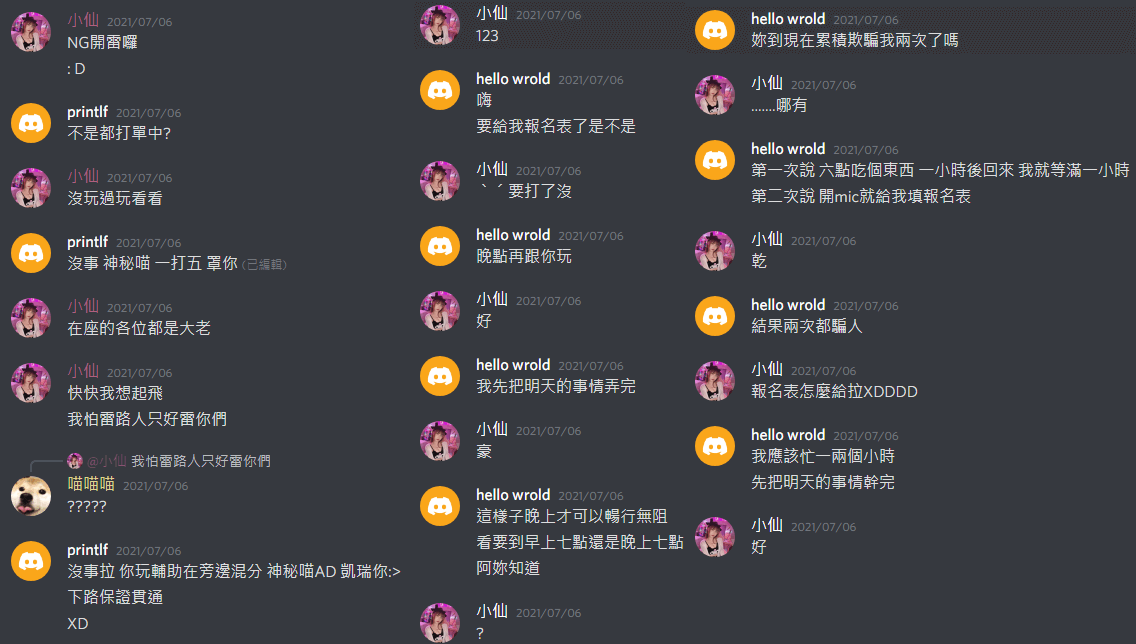 小仙 2021/07/06
NG開雷囉
: D
printlf 2021/07/06
不是都打單中?
小仙 2021/07/06
沒玩過玩看看
printlf 2021/07/06
沒事 神秘喵 一打五 罩你 (已編輯)
小仙 2021/07/06
在座的各位都是大老
小仙 2021/07/06
快快我想起飛
我怕雷路人只好雷你們
@小仙 我怕雷路人只好雷你們
喵喵喵 2021/07/06
?????
printlf 2021/07/06
沒事拉 你玩輔助在旁邊混分 神秘喵AD 凱瑞你:>
下路保證貫通
XD
小仙 2021/07/06
123
hello wrold 2021/07/06
嗨
要給我報名表了是不是
小仙 2021/07/06
ˋˊ要打了沒
hello wrold 2021/07/06
晚點再跟你玩
小仙 2021/07/06
好
hello wrold 2021/07/06
我先把明天的事情弄完
小仙 2021/07/06
豪
hello wrold 2021/07/06
這樣子晚上才可以暢行無阻
看要到早上七點還是晚上七點
阿妳知道
小仙 2021/07/06
?
hello wrold 2021/07/06
妳到現在累積欺騙我兩次了嗎
小仙 2021/07/06
.......哪有
hello wrold 2021/07/06
第一次說 六點吃個東西 一小時後回來 我就等滿一小時
第二次說 開mic就給我填報名表
小仙 2021/07/06
乾
hello wrold 2021/07/06
結果兩次都騙人
小仙 2021/07/06
報名表怎麼給拉XDDDD
hello wrold 2021/07/06
我應該忙一兩個小時
先把明天的事情幹完
小仙 2021/07/06
好